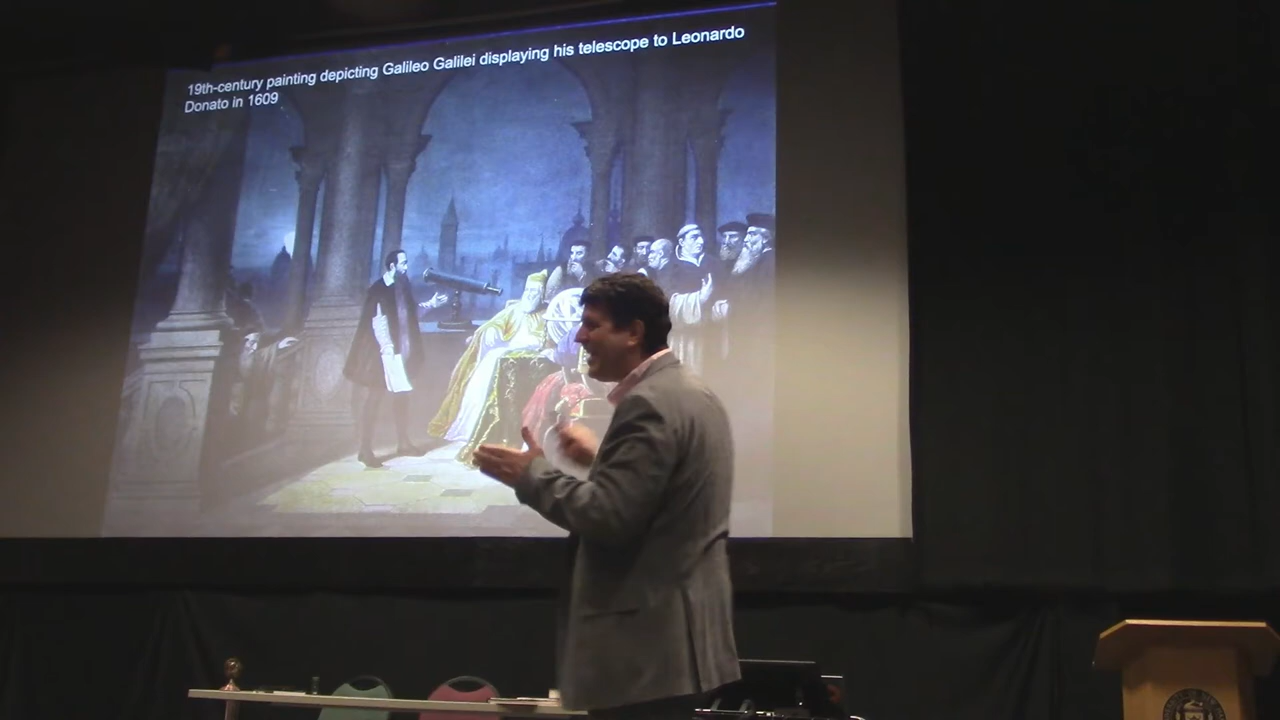 19th-century painting depicting Galileo Galilei displaying his telescope to Leonardo
Donato in 1609